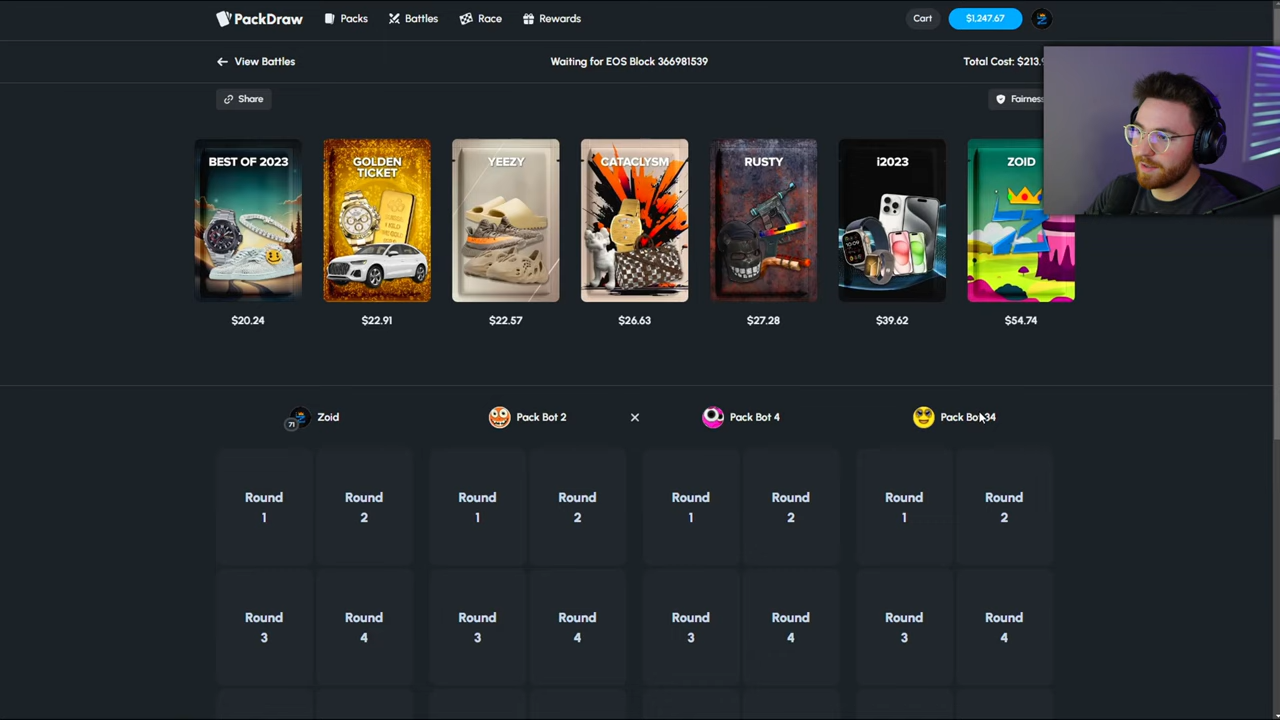 PackDraw Packs Battles Race Rewards Cart $1,247.67
View Battles Waiting for EOS Block 366981539 Total Cost: $213.
Share Fairness
BEST OF 2023 GOLDEN TICKET YEEZY CATACLYSM RUSTY i2023 ZOID
$20.24 $22.91 $22.57 $26.63 $27.28 $39.62 $54.74
71 Zoid Pack Bot 2 Pack Bot 4 Pack Bot 34
Round 1 Round 2 Round 1 Round 2 Round 1 Round 2 Round 1 Round 2
Round 3 Round 4 Round 3 Round 4 Round 3 Round 4 Round 3 Round 4